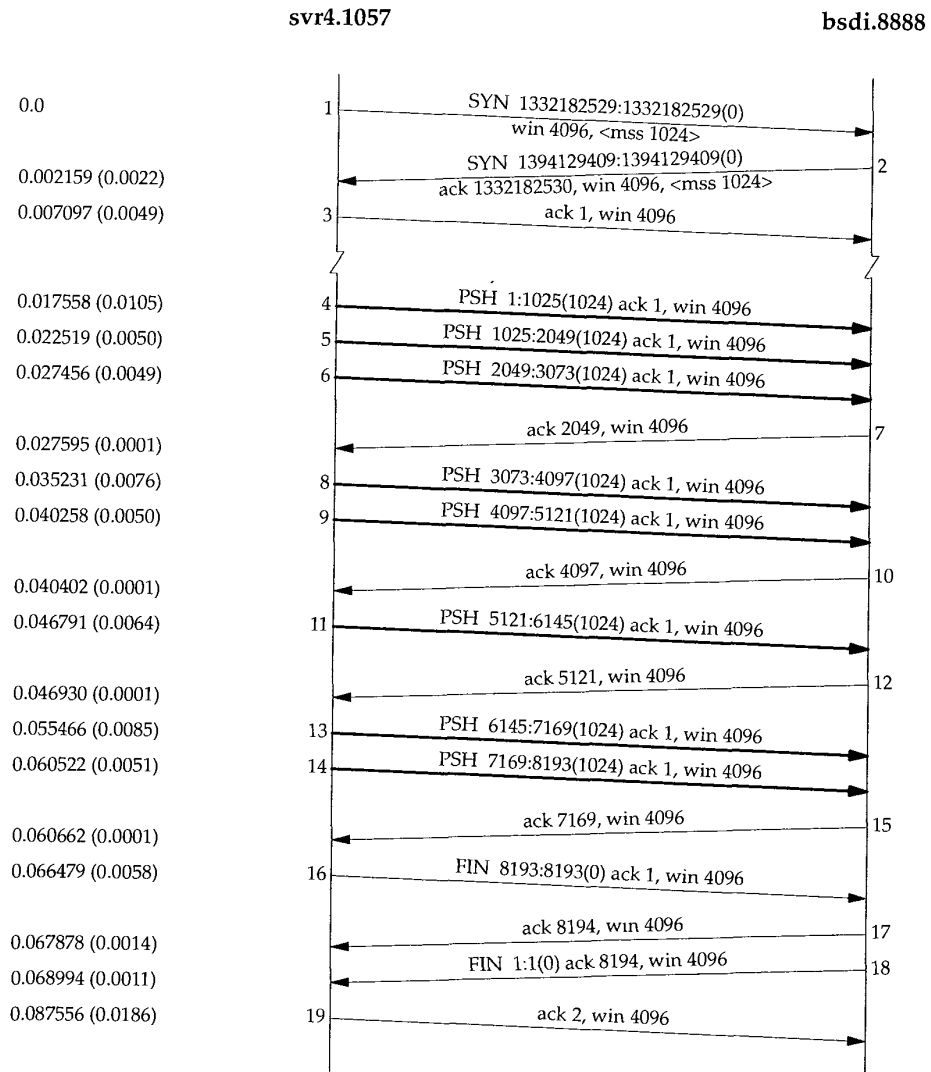 svr4.1057 bsdi.8888
0.0 1 SYN 1332182529:1332182529(0)
win 4096, <mss 1024>
SYN 1394129409:1394129409(0) 2
0.002159 (0.0022) ack 1332182530, win 4096, <mss 1024>
0.007097 (0.0049) 3 ack 1, win 4096
0.017558 (0.0105) 4 PSH 1:1025(1024) ack 1, win 4096
0.022519 (0.0050) 5 PSH 1025:2049(1024) ack 1, win 4096
0.027456 (0.0049) 6 PSH 2049:3073(1024) ack 1, win 4096
ack 2049, win 4096 7
0.027595 (0.0001)
0.035231 (0.0076) 8 PSH 3073:4097(1024) ack 1, win 4096
0.040258 (0.0050) 9 PSH 4097:5121(1024) ack 1, win 4096
ack 4097, win 4096 10
0.040402 (0.0001)
0.046791 (0.0064) 11 PSH 5121:6145(1024) ack 1, win 4096
ack 5121, win 4096 12
0.046930 (0.0001)
0.055466 (0.0085) 13 PSH 6145:7169(1024) ack 1, win 4096
0.060522 (0.0051) 14 PSH 7169:8193(1024) ack 1, win 4096
ack 7169, win 4096 15
0.060662 (0.0001)
0.066479 (0.0058) 16 FIN 8193:8193(0) ack 1, win 4096
ack 8194, win 4096 17
0.067878 (0.0014)
FIN 1:1(0) ack 8194, win 4096 18
0.068994 (0.0011)
0.087556 (0.0186) 19 ack 2, win 4096